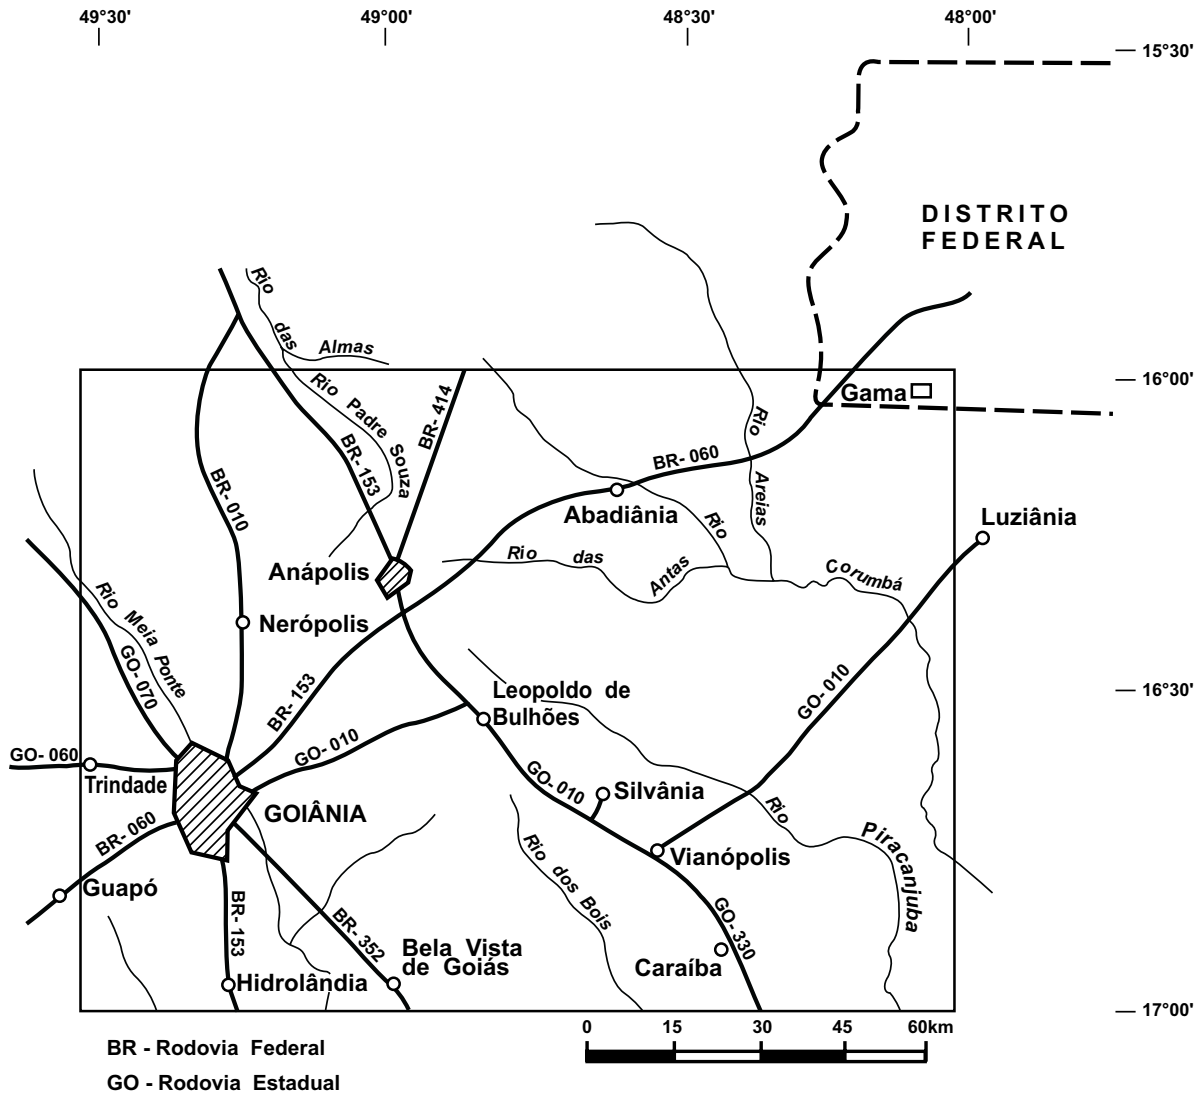 49°30'
49°00'
48°30'
48°00'
15°30'
DISTRITO
FEDERAL
Rio
das
Almas
16°00'
Rio Padre Souza
BR- 414
Gama
Rio
Areias
BR- 153
BR- 060
BR- 010
Abadiânia
Luziânia
Rio
Rio das
Antas
Corumbá
Anápolis
Nerópolis
Rio Meia Ponte
GO- 070
BR- 153
Leopoldo de
Bulhões
GO- 010
16°30'
GO- 010
GO- 060
Trindade
GO- 010
Silvânia
Rio
Piracanjuba
GOIÂNIA
BR- 060
Vianópolis
Guapó
Rio dos Bois
BR- 153
BR- 352
Bela Vista
de Goiás
GO- 330
Caraíba
Hidrolândia
17°00'
0 15 30 45 60km
BR - Rodovia Federal
GO - Rodovia Estadual